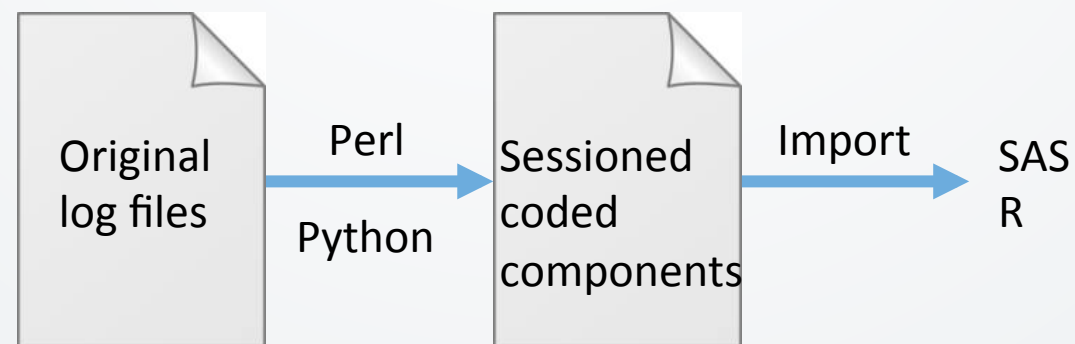 Original
log files
Perl
Python
Sessioned
coded
components
Import
SAS
R